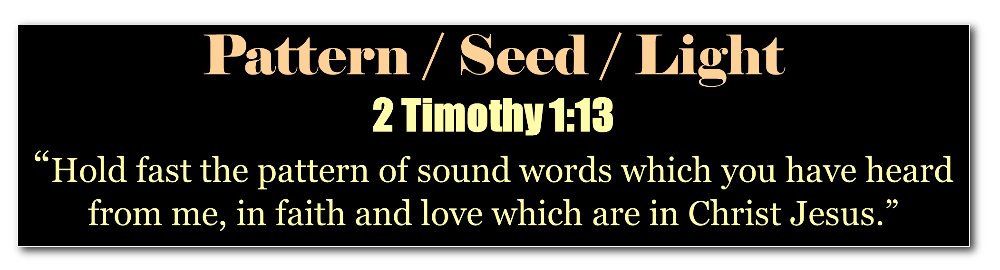 Pattern / Seed / Light
2 Timothy 1:13
“Hold fast the pattern of sound words which you have heard
from me, in faith and love which are in Christ Jesus.”